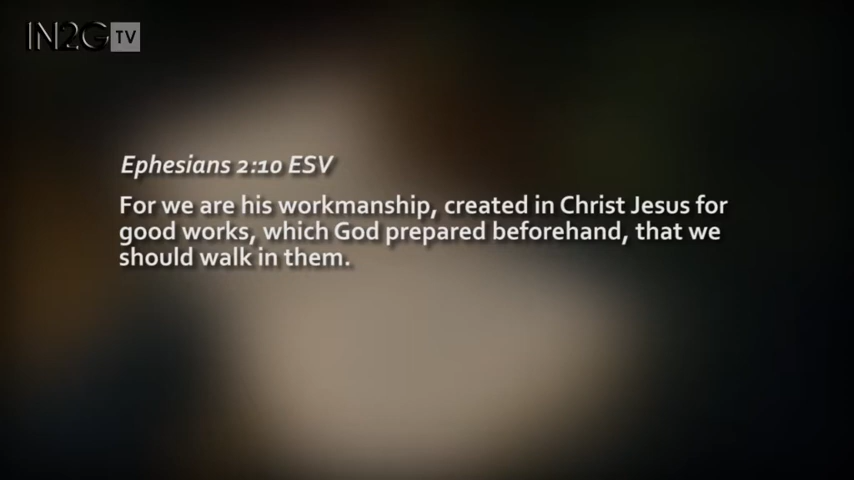 IN2G TV
Ephesians 2:10 ESV
For we are his workmanship, created in Christ Jesus for
good works, which God prepared beforehand, that we
should walk in them.